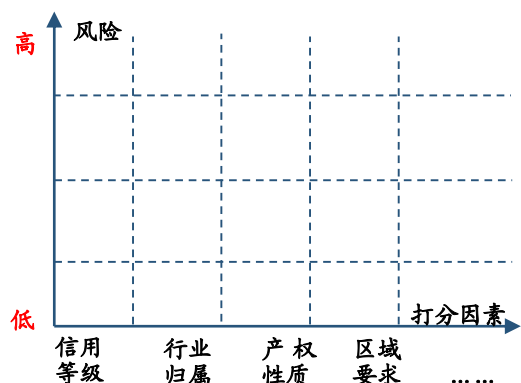 风险
高
低
打分因素
信用
等级
行业
归属
产权
性质
区域
要求
……